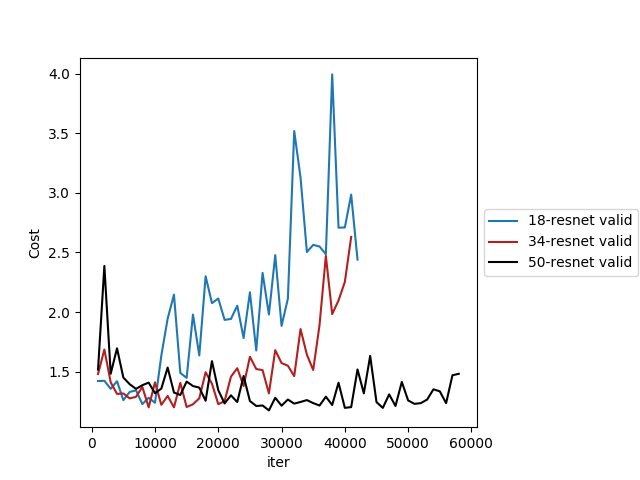 4.0
3.5
3.0
2.5
2.0
1.5
Cost
0 10000 20000 30000 40000 50000 60000
iter
18-resnet valid
34-resnet valid
50-resnet valid